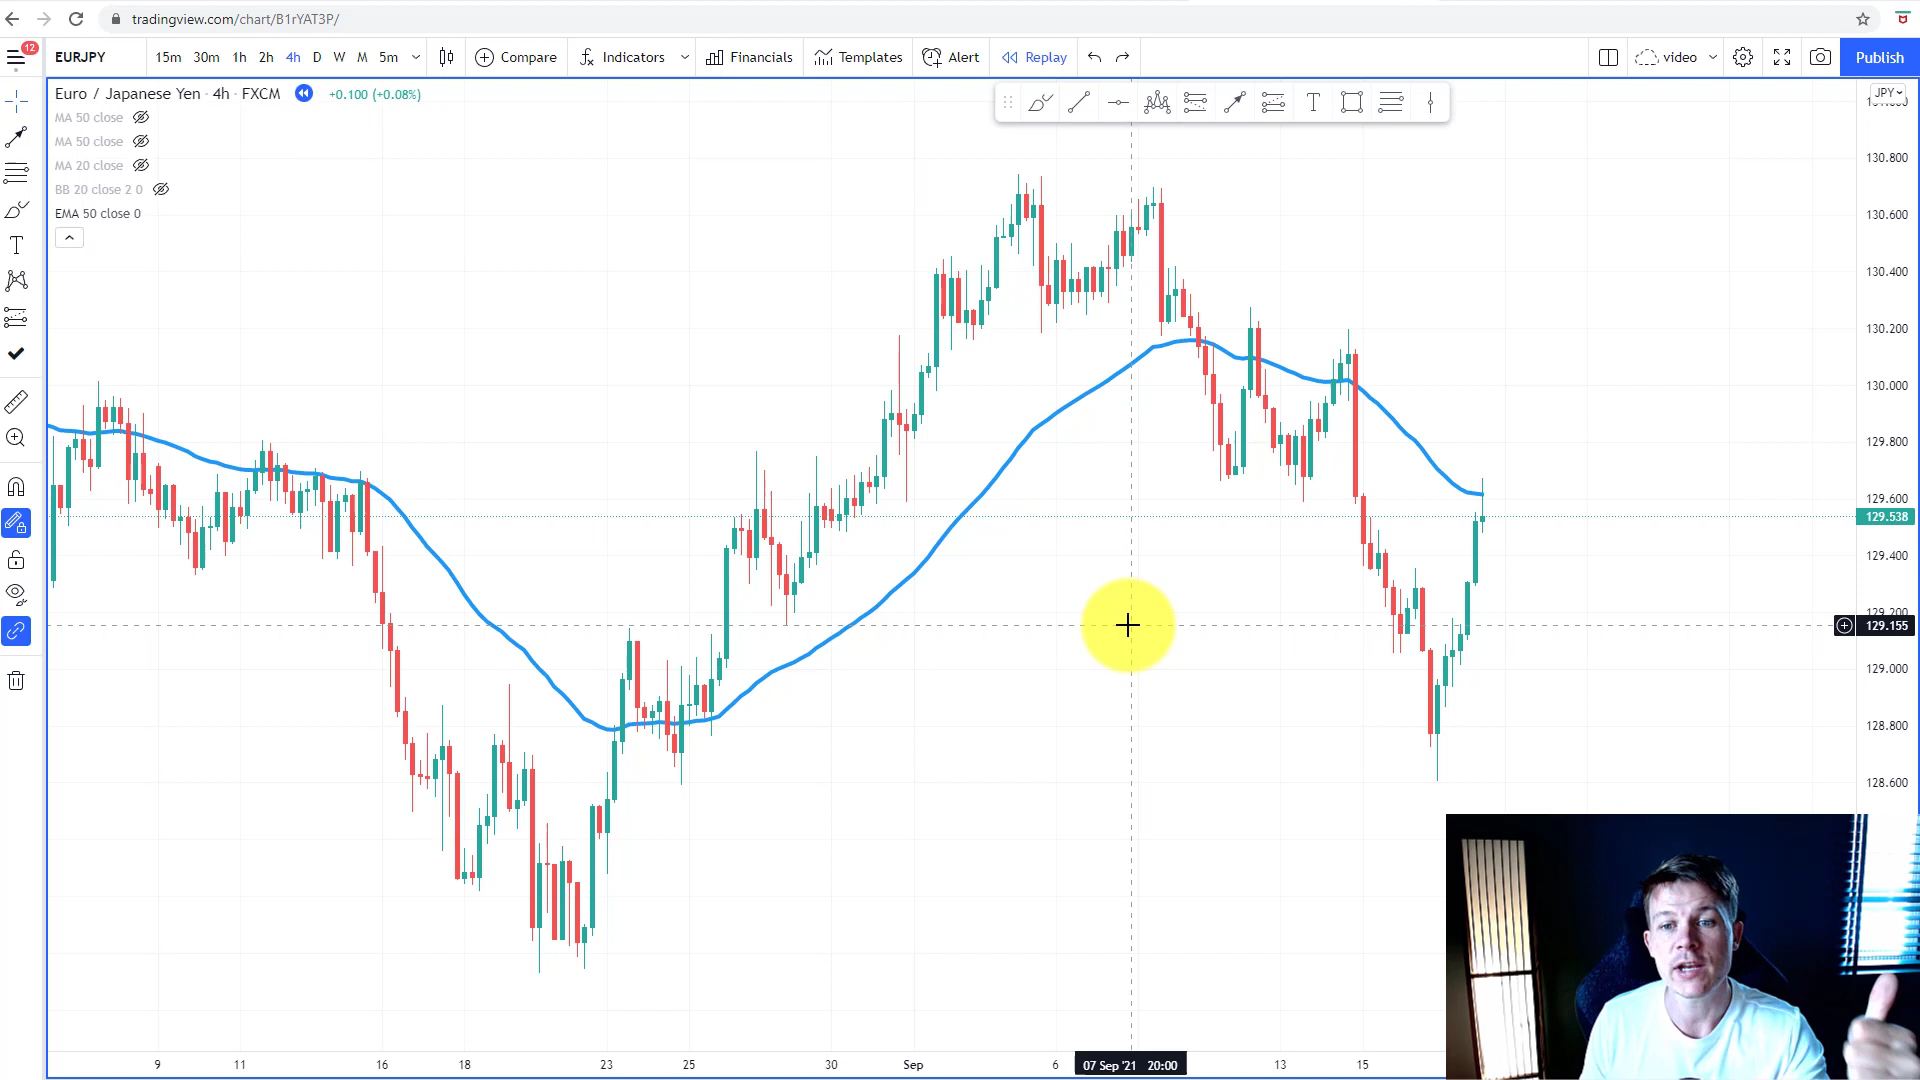 tradingview.com/chart/B1rYAT3P/
12
EURJPY 15m 30m 1h 2h 4h D W M 5m Compare Indicators Financials Templates Alert Replay video Publish
Euro / Japanese Yen · 4h · FXCM +0.100 (+0.08%)
MA 50 close
MA 50 close
MA 20 close
BB 20 close 2 0
EMA 50 close 0
T
T
JPY
130.800
130.600
130.400
130.200
130.000
129.800
129.600
129.538
129.400
129.200
129.155
129.000
128.800
128.600
9 11 16 18 23 25 30 Sep 6 07 Sep '21 20:00 13 15